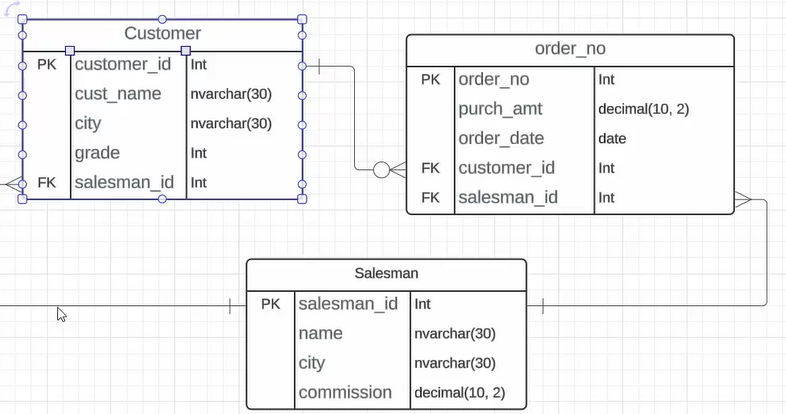 Customer
PK customer_id Int
cust_name nvarchar(30)
city nvarchar(30)
grade Int
FK salesman_id Int
order_no
PK order_no Int
purch_amt decimal(10, 2)
order_date date
FK customer_id Int
FK salesman_id Int
Salesman
PK salesman_id Int
name nvarchar(30)
city nvarchar(30)
commission decimal(10, 2)